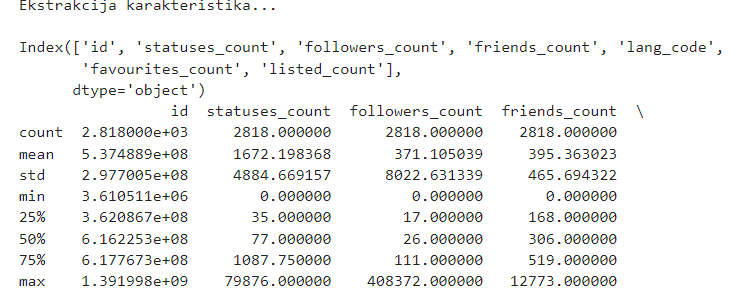 Ekstrakcija karakteristika...
Index(['id', 'statuses_count', 'followers_count', 'friends_count', 'lang_code',
'favourites_count', 'listed_count'],
dtype='object')
id statuses_count followers_count friends_count \
count 2.818000e+03 2818.000000 2818.000000 2818.000000
mean 5.374889e+08 1672.198368 371.105039 395.363023
std 2.977005e+08 4884.669157 8022.631339 465.694322
min 3.610511e+06 0.000000 0.000000 0.000000
25% 3.620867e+08 35.000000 17.000000 168.000000
50% 6.162253e+08 77.000000 26.000000 306.000000
75% 6.177673e+08 1087.750000 111.000000 519.000000
max 1.391998e+09 79876.000000 408372.000000 12773.000000